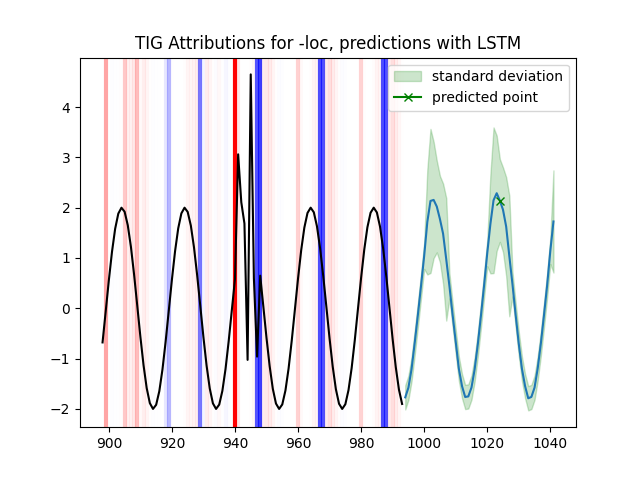 TIG Attributions for -loc, predictions with LSTM
standard deviation
predicted point
4
3
2
1
0
−1
−2
900 920 940 960 980 1000 1020 1040